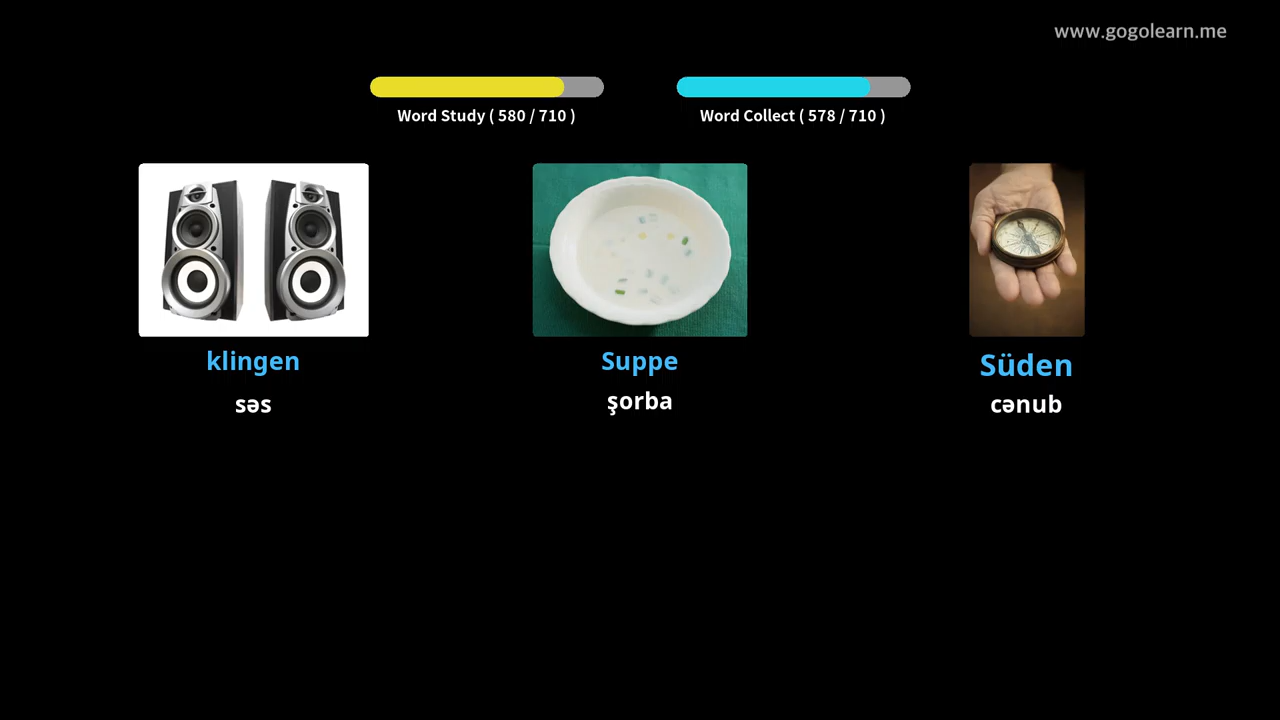 www.gogolearn.me
Word Study ( 580 / 710 )
Word Collect ( 578 / 710 )
klingen
Suppe
Süden
səs
şorba
cənub